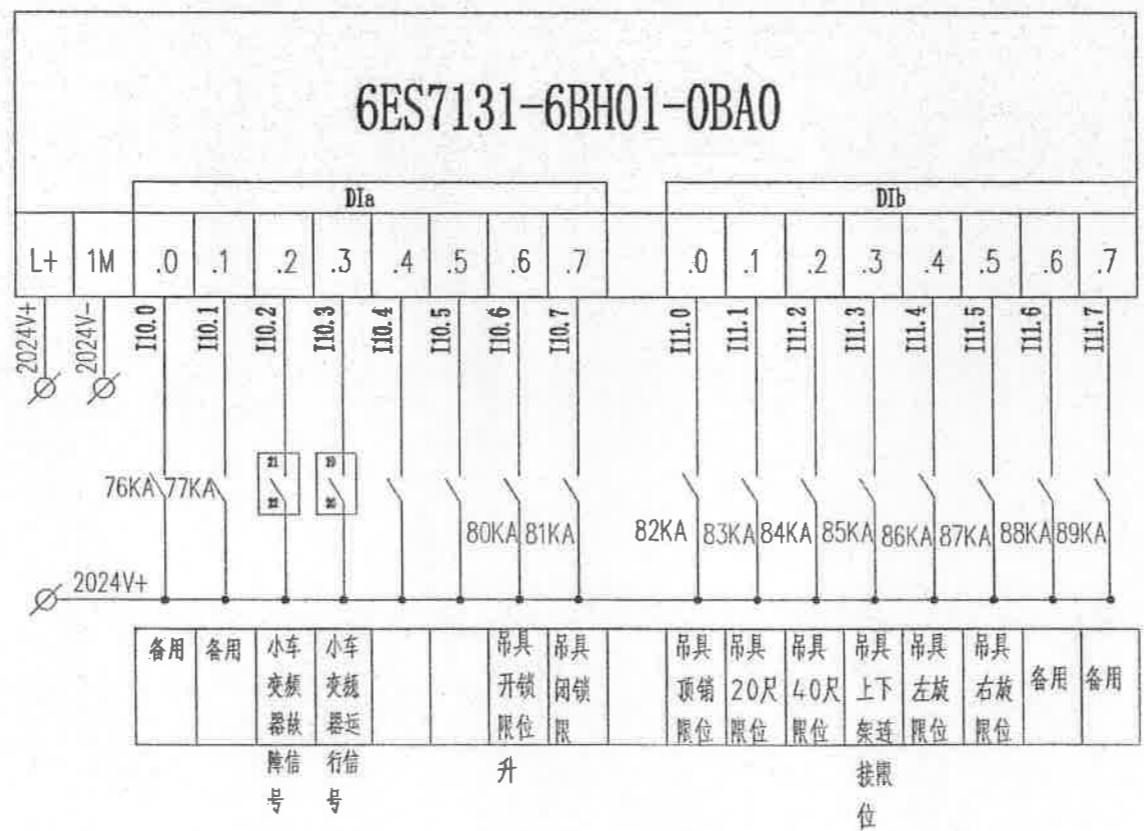 6ES7131-6BH01-0BA0
DIa DIb
L+ 1M .0 .1 .2 .3 .4 .5 .6 .7 .0 .1 .2 .3 .4 .5 .6 .7
2024V+ 2024V- I10.0 I10.1 I10.2 I10.3 I10.4 I10.5 I10.6 I10.7 I11.0 I11.1 I11.2 I11.3 I11.4 I11.5 I11.6 I11.7
21 19
76KA 77KA
22 20
80KA 81KA 82KA 83KA 84KA 85KA 86KA 87KA 88KA 89KA
2024V+
备用
备用
小车
变频
器故
障信
号
小车
变频
器运
行信
号
吊具
开锁
限位
升
吊具
闭锁
限
吊具
顶销
限位
吊具
20尺
限位
吊具
40尺
限位
吊具
上下
架连
接限
位
吊具
左旋
限位
吊具
右旋
限位
备用
备用